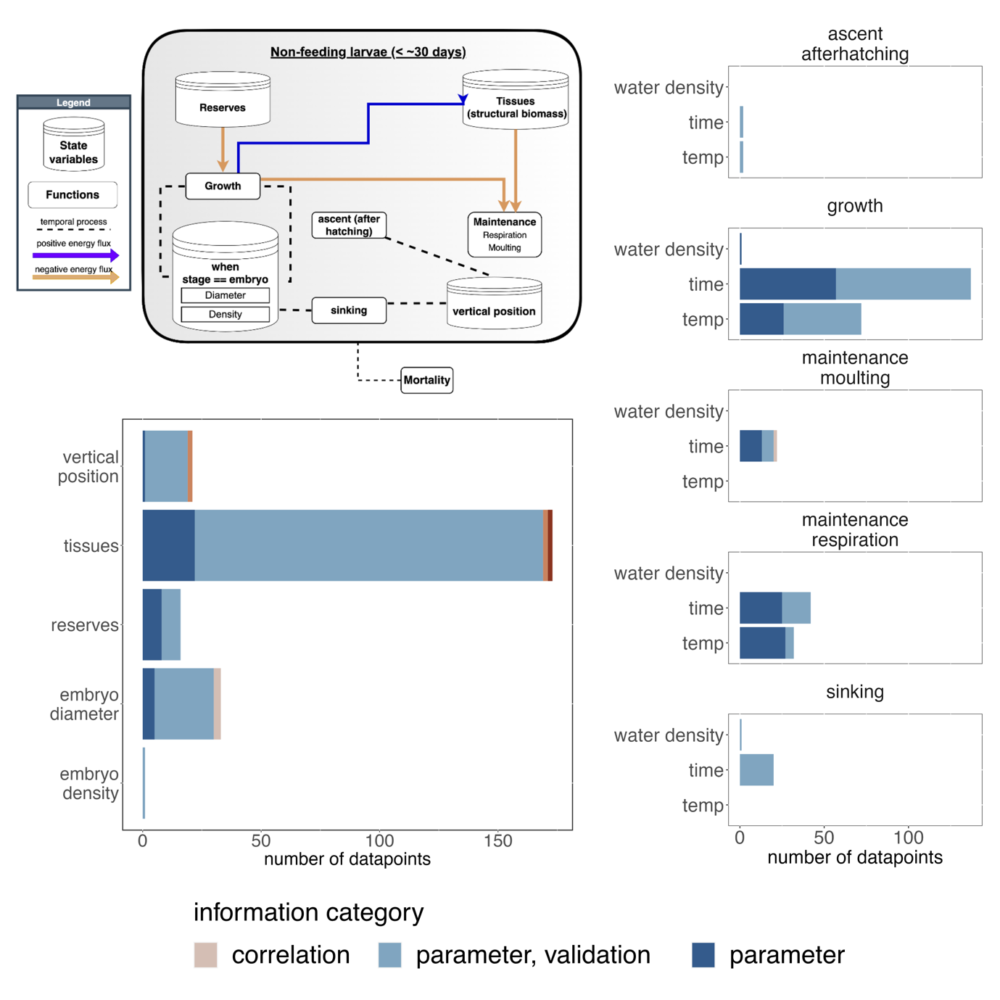 Non-feeding larvae (< ~30 days)
Legend
State
variables
Functions
temporal process
positive energy flux
negative energy flux
Reserves
Tissues
(structural biomass)
Growth
ascent (after
hatching)
Maintenance
Respiration
Moulting
when
stage == embryo
Diameter
Density
sinking
vertical position
Mortality
vertical
position
tissues
reserves
embryo
diameter
embryo
density
0 50 100 150
number of datapoints
ascent
afterhatching
water density
time
temp
growth
water density
time
temp
maintenance
moulting
water density
time
temp
maintenance
respiration
water density
time
temp
sinking
water density
time
temp
0 50 100
number of datapoints
information category
correlation parameter, validation parameter